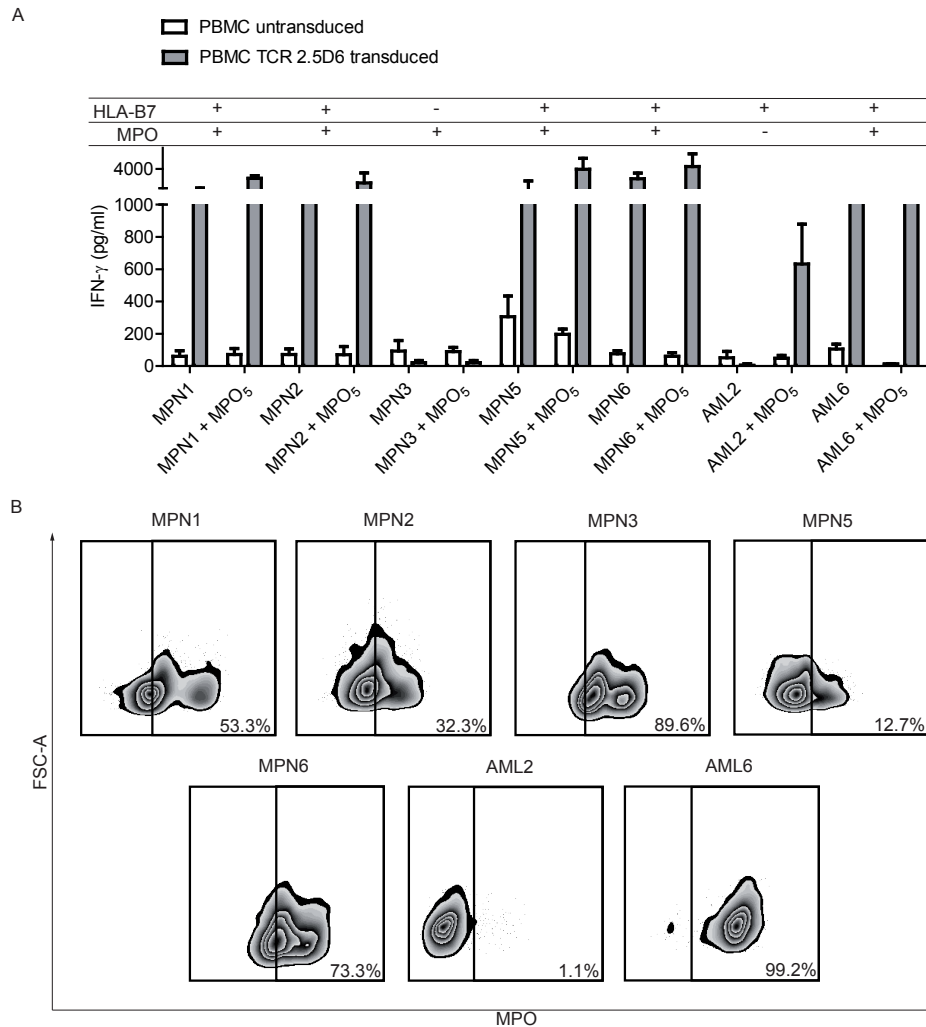 A
PBMC untransduced
PBMC TCR 2.5D6 transduced
HLA-B7 + + - + + + +
MPO + + + + + - +
4000
1000
800
600
400
200
0
IFN-γ (pg/ml)
MPN1
MPN1 + MPO5
MPN2
MPN2 + MPO5
MPN3
MPN3 + MPO5
MPN5
MPN5 + MPO5
MPN6
MPN6 + MPO5
AML2
AML2 + MPO5
AML6
AML6 + MPO5
B
MPN1 MPN2 MPN3 MPN5
53.3% 32.3% 89.6% 12.7%
FSC-A
MPN6 AML2 AML6
73.3% 1.1% 99.2%
MPO